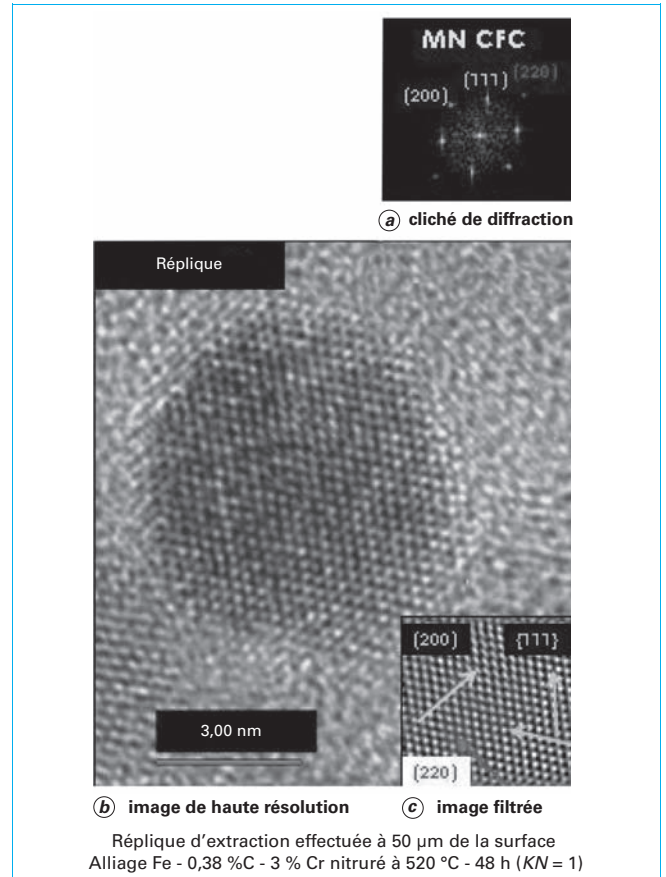 MN CFC
(200) (111) (220)
a cliché de diffraction
Réplique
3,00 nm
(200) {111}
(220)
b image de haute résolution c image filtrée
Réplique d'extraction effectuée à 50 µm de la surface
Alliage Fe - 0,38 %C - 3 % Cr nitruré à 520 °C - 48 h (KN = 1)